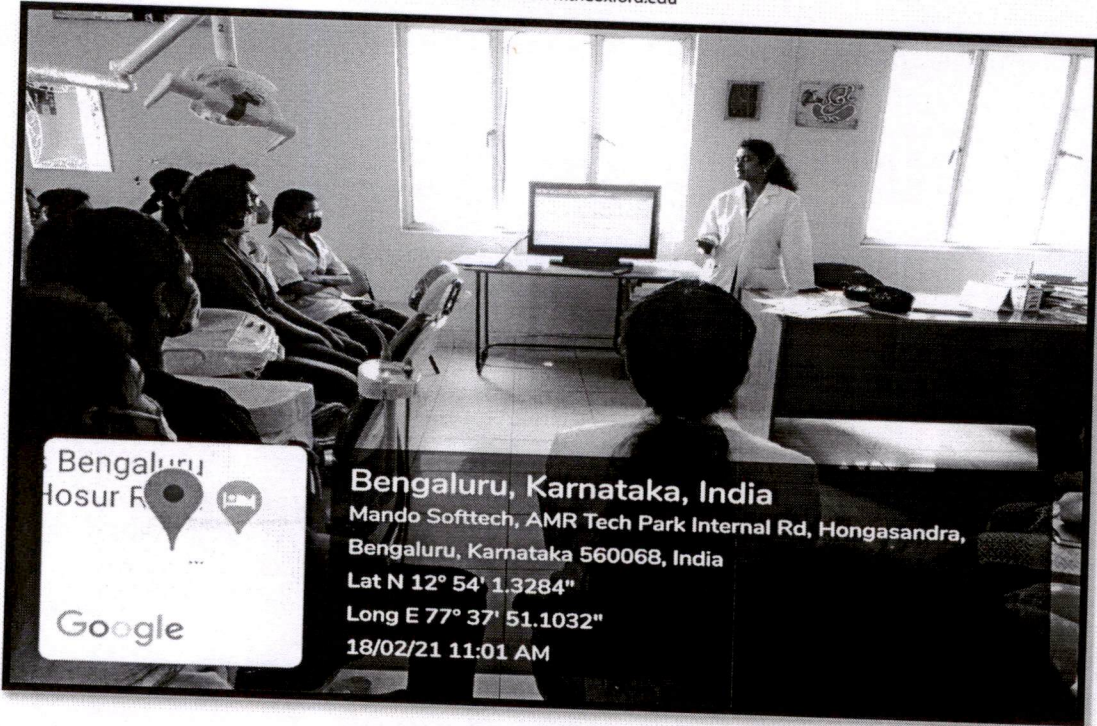 Bengaluru
Hosur R
Google
Bengaluru, Karnataka, India
Mando Softtech, AMR Tech Park Internal Rd, Hongasandra,
Bengaluru, Karnataka 560068, India
Lat N 12° 54' 1.3284"
Long E 77° 37' 51.1032"
18/02/21 11:01 AM